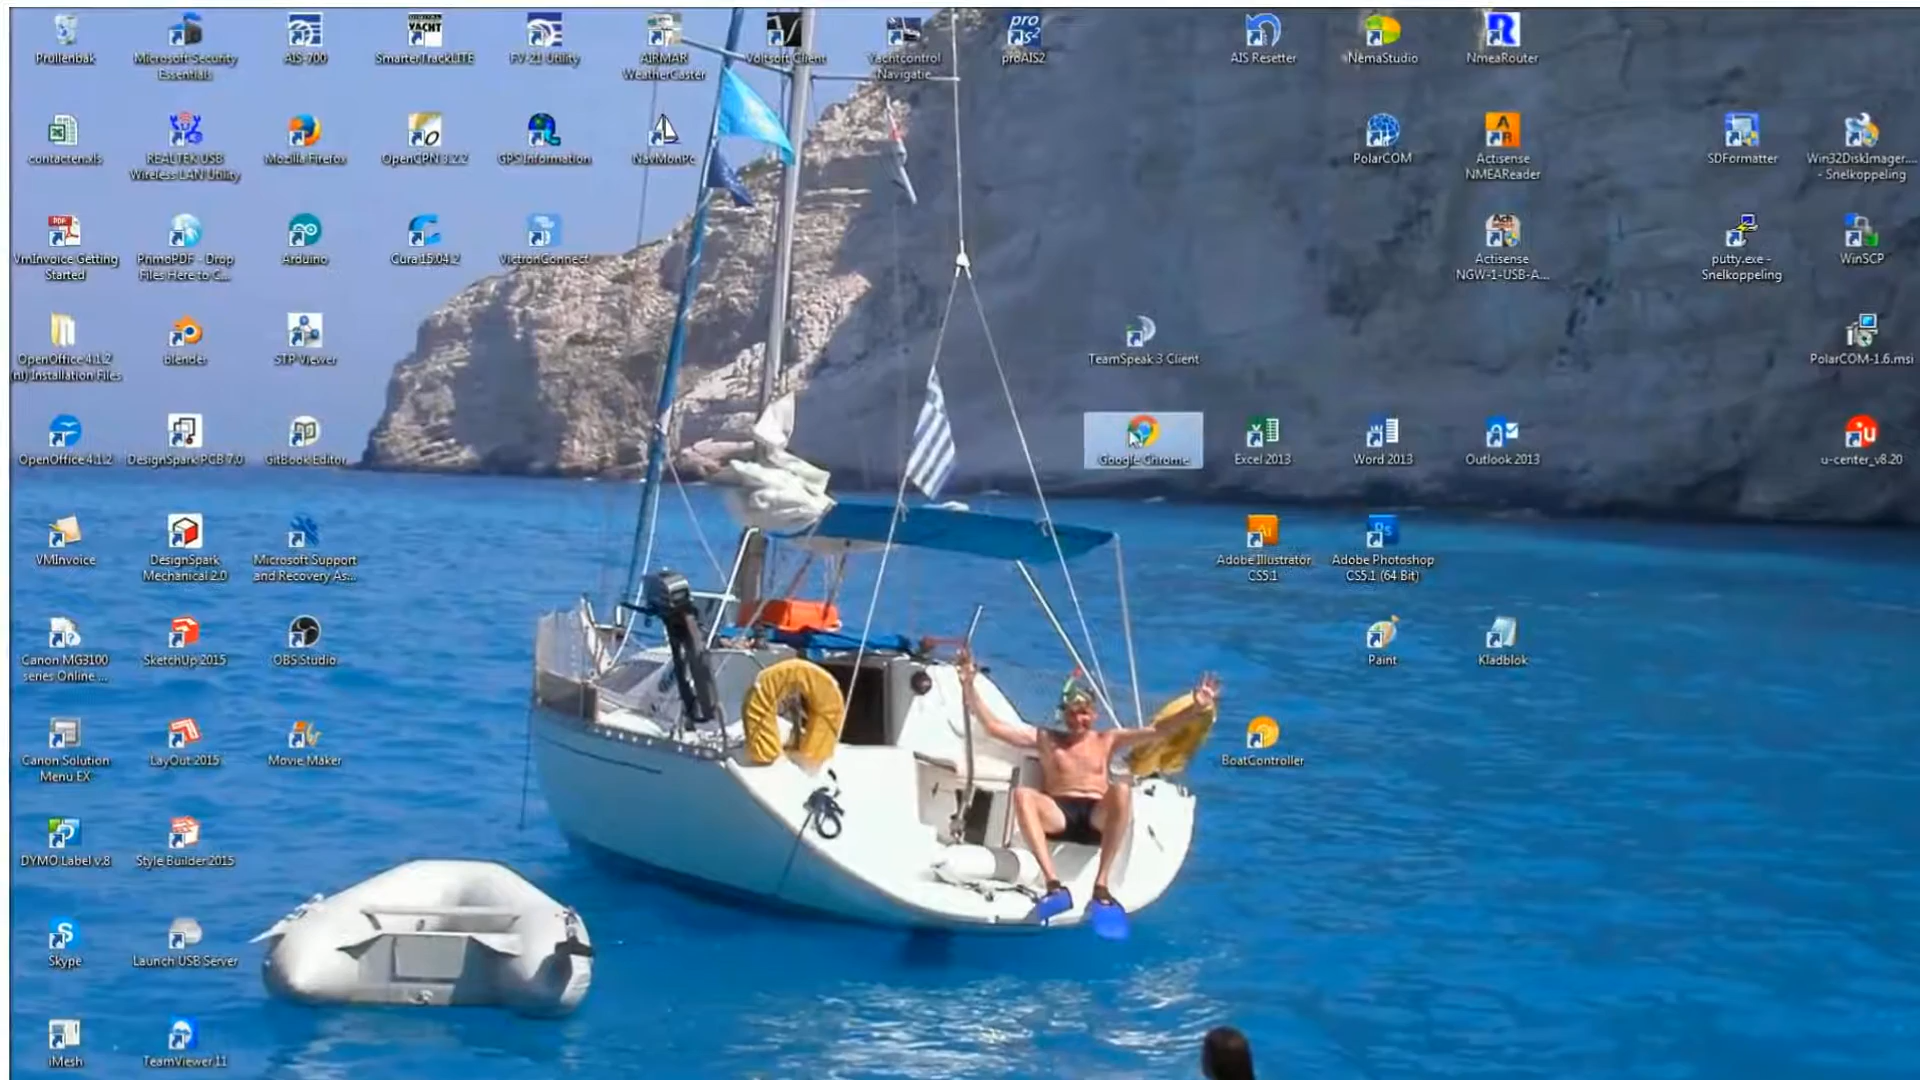 Prullenbak
Microsoft Security
Essentials
AIS-700
DIGITAL
YACHT
SmarterTrackLITE
FV-21 Utility
AIRMAR
WeatherCaster
Voltsoft Client
Yachtcontrol
Navigatie
pro
AIS2
proAIS2
AIS Resetter
NemaStudio
NmeaRouter
contacten.xls
REALTEK USB
Wireless LAN Utility
Mozilla Firefox
OpenCPN 3.2.2
GPS Information
NavMonPc
PolarCOM
Actisense
NMEAReader
SDFormatter
Win32DiskImager....
- Snelkoppeling
PDF
VmInvoice Getting
Started
PrimoPDF - Drop
Files Here to C...
Arduino
Cura 15.04.2
VictronConnect
Actisense
NGW-1-USB-A...
putty.exe -
Snelkoppeling
WinSCP
OpenOffice 4.1.2
(nl) Installation Files
blender
STP Viewer
TeamSpeak 3 Client
PolarCOM-1.6.msi
OpenOffice 4.1.2
DesignSpark PCB 7.0
GitBook Editor
Google Chrome
Excel 2013
Word 2013
Outlook 2013
u-center_v8.20
VMInvoice
DesignSpark
Mechanical 2.0
Microsoft Support
and Recovery As...
Ai
Adobe Illustrator
CS5.1
Ps
Adobe Photoshop
CS5.1 (64 Bit)
Canon MG3100
series Online ...
SketchUp 2015
OBS Studio
Paint
Kladblok
Canon Solution
Menu EX
LayOut 2015
Movie Maker
BoatController
DYMO Label v.8
Style Builder 2015
Skype
Launch USB Server
iMesh
TeamViewer 11